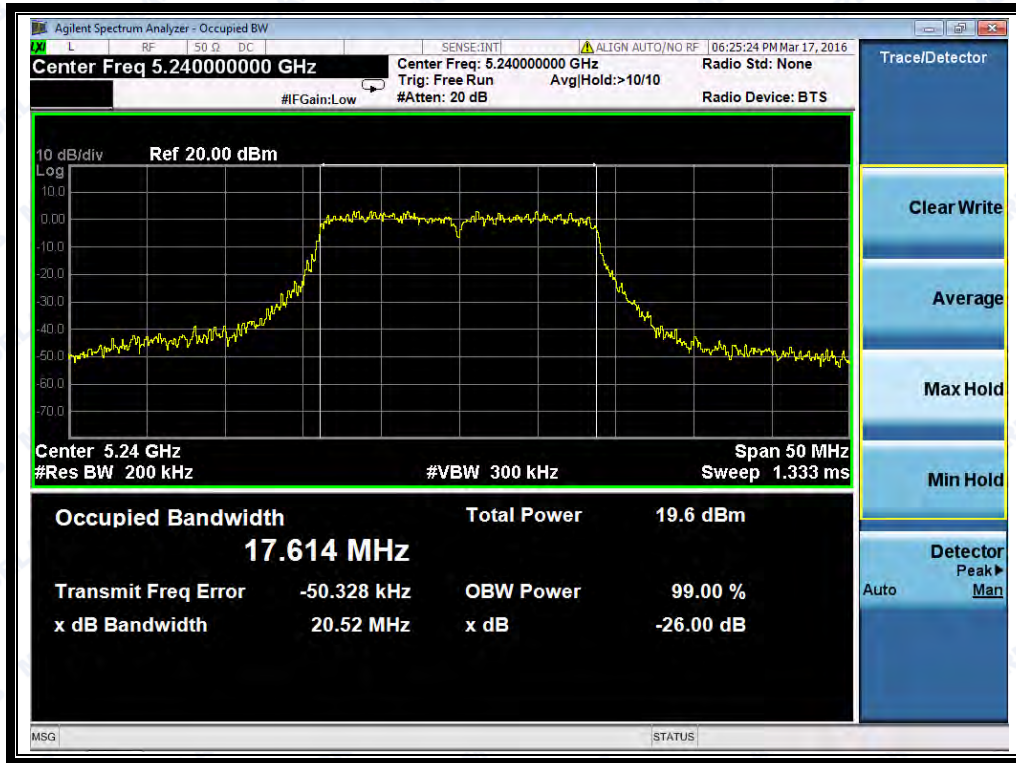 Agilent Spectrum Analyzer - Occupied BW
LXI L RF 50 Ω DC SENSE:INT ALIGN AUTO/NO RF 06:25:24 PM Mar 17, 2016
Center Freq 5.240000000 GHz
Center Freq: 5.240000000 GHz
Radio Std: None
Trig: Free Run Avg|Hold:>10/10
#IFGain:Low
#Atten: 20 dB
Radio Device: BTS
10 dB/div Ref 20.00 dBm
Log
10.0
0.00
-10.0
-20.0
-30.0
-40.0
-50.0
-60.0
-70.0
Center 5.24 GHz Span 50 MHz
#Res BW 200 kHz #VBW 300 kHz Sweep 1.333 ms
Occupied Bandwidth Total Power 19.6 dBm
17.614 MHz
Transmit Freq Error -50.328 kHz OBW Power 99.00 %
x dB Bandwidth 20.52 MHz x dB -26.00 dB
MSG STATUS
Trace/Detector
Clear Write
Average
Max Hold
Min Hold
Detector
Peak
Auto Man